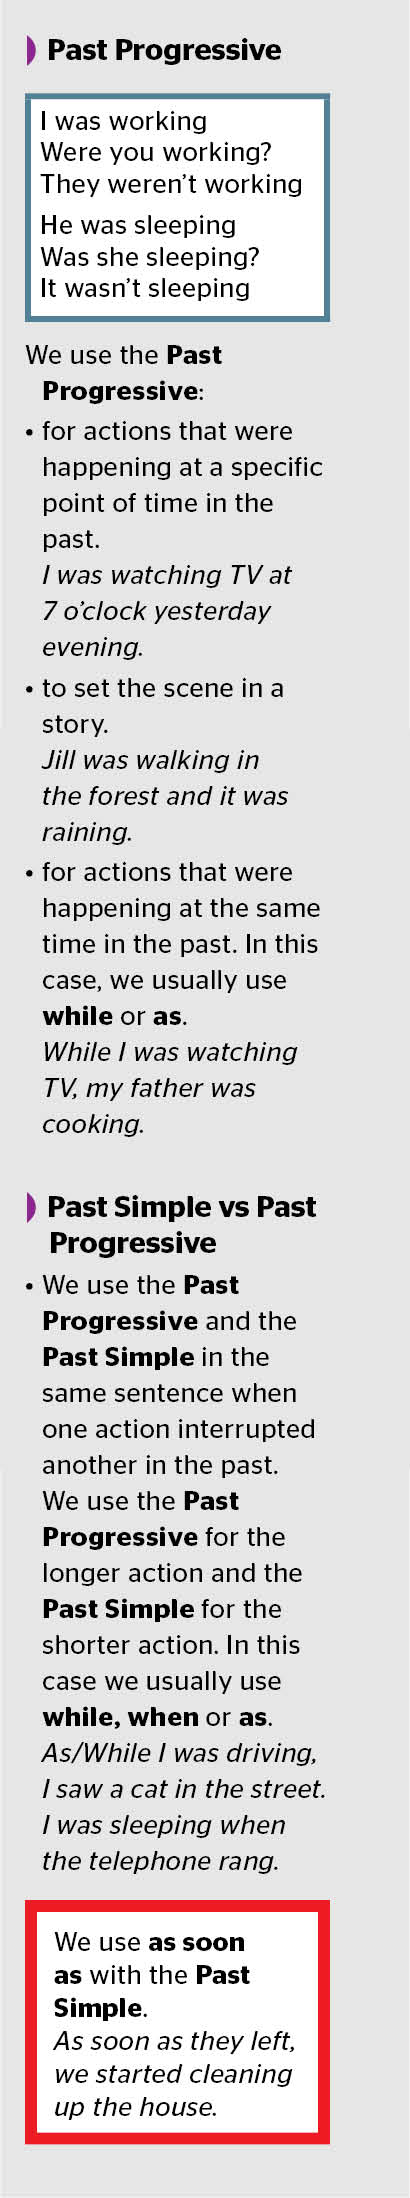 Past Progressive
I was working
Were you working?
They weren’t working
He was sleeping
Was she sleeping?
It wasn’t sleeping
We use the Past
Progressive:
• for actions that were
happening at a specific
point of time in the
past.
I was watching TV at
7 o’clock yesterday
evening.
• to set the scene in a
story.
Jill was walking in
the forest and it was
raining.
• for actions that were
happening at the same
time in the past. In this
case, we usually use
while or as.
While I was watching
TV, my father was
cooking.
Past Simple vs Past
Progressive
• We use the Past
Progressive and the
Past Simple in the
same sentence when
one action interrupted
another in the past.
We use the Past
Progressive for the
longer action and the
Past Simple for the
shorter action. In this
case we usually use
while, when or as.
As/While I was driving,
I saw a cat in the street.
I was sleeping when
the telephone rang.
We use as soon
as with the Past
Simple.
As soon as they left,
we started cleaning
up the house.